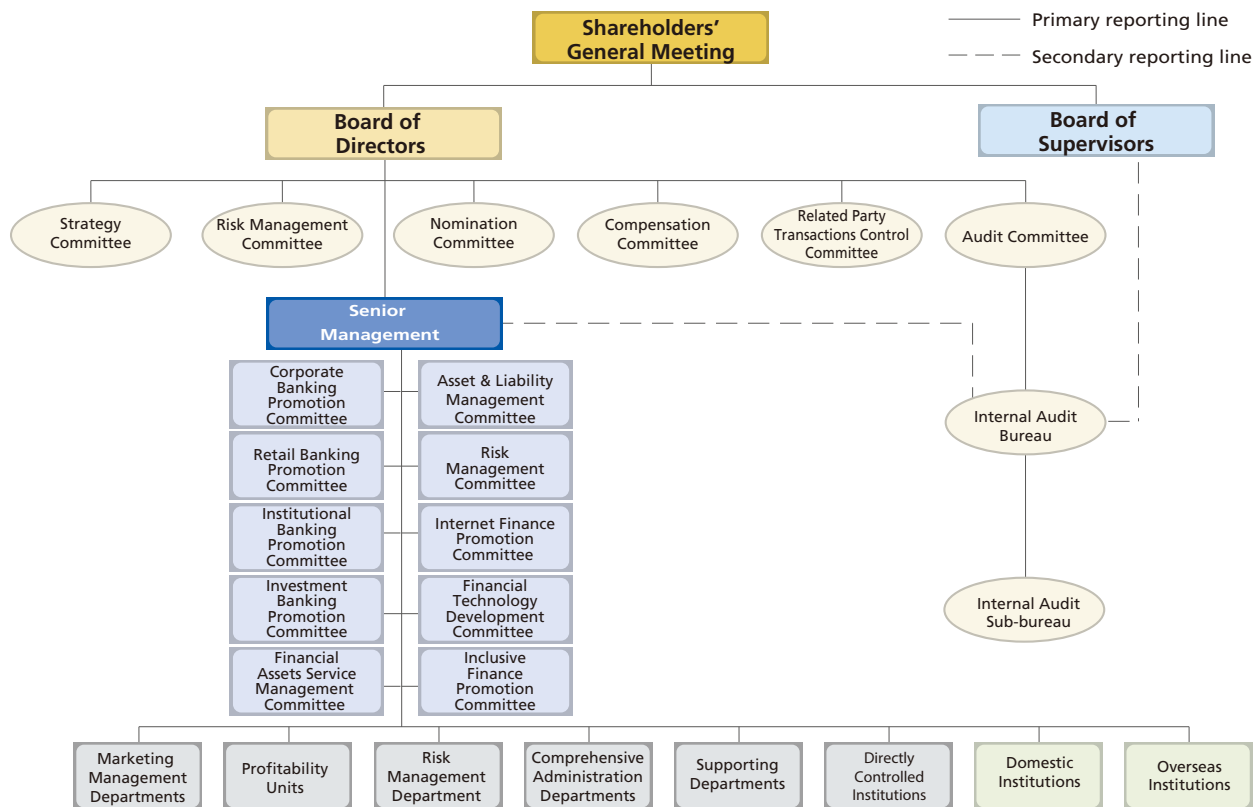 Shareholders'
General Meeting
Primary reporting line
Secondary reporting line
Board of
Directors
Board of
Supervisors
Strategy
Committee
Risk Management
Committee
Nomination
Committee
Compensation
Committee
Related Party
Transactions Control
Committee
Audit Committee
Senior
Management
Corporate
Banking
Promotion
Committee
Asset & Liability
Management
Committee
Retail Banking
Promotion
Committee
Risk
Management
Committee
Institutional
Banking
Promotion
Committee
Internet Finance
Promotion
Committee
Investment
Banking
Promotion
Committee
Financial
Technology
Development
Committee
Financial
Assets Service
Management
Committee
Inclusive
Finance
Promotion
Committee
Internal Audit
Bureau
Internal Audit
Sub-bureau
Marketing
Management
Departments
Profitability
Units
Risk
Management
Department
Comprehensive
Administration
Departments
Supporting
Departments
Directly
Controlled
Institutions
Domestic
Institutions
Overseas
Institutions